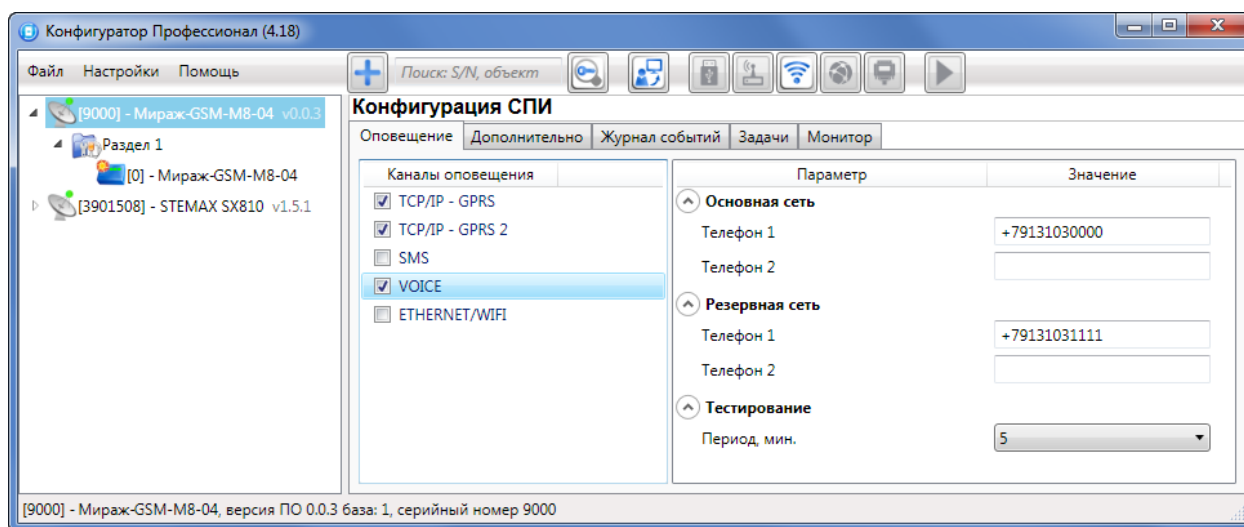 Конфигуратор Профессионал (4.18)
Файл Настройки Помощь Поиск: S/N, объект
[9000] - Мираж-GSM-M8-04 v0.0.3
Раздел 1
[0] - Мираж-GSM-M8-04
[3901508] - STEMAX SX810 v1.5.1
Конфигурация СПИ
Оповещение Дополнительно Журнал событий Задачи Монитор
Каналы оповещения
TCP/IP - GPRS
TCP/IP - GPRS 2
SMS
VOICE
ETHERNET/WIFI
Параметр Значение
Основная сеть
Телефон 1 +79131030000
Телефон 2
Резервная сеть
Телефон 1 +79131031111
Телефон 2
Тестирование
Период, мин. 5
[9000] - Мираж-GSM-M8-04, версия ПО 0.0.3 база: 1, серийный номер 9000